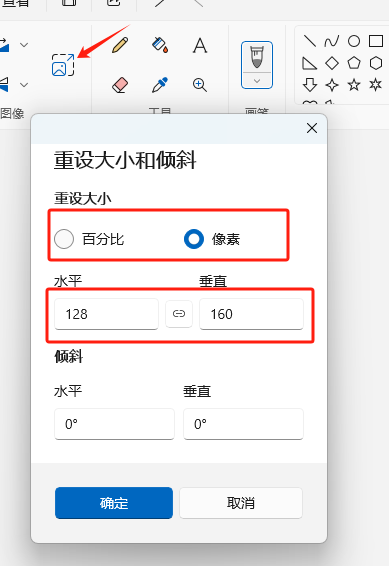 查看
A
图像
工具
画笔
重设大小和倾斜
重设大小
百分比
像素
水平
垂直
128
160
倾斜
水平
垂直
0°
0°
确定
取消